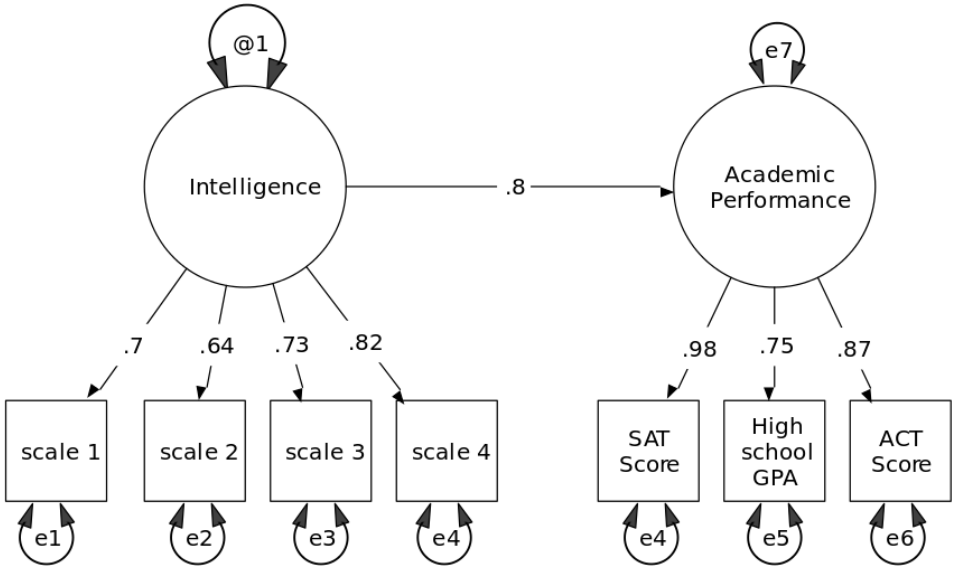 @1
e7
Intelligence
.8
Academic
Performance
.7
.64
.73
.82
.98
.75
.87
scale 1
scale 2
scale 3
scale 4
SAT
Score
High
school
GPA
ACT
Score
e1
e2
e3
e4
e4
e5
e6